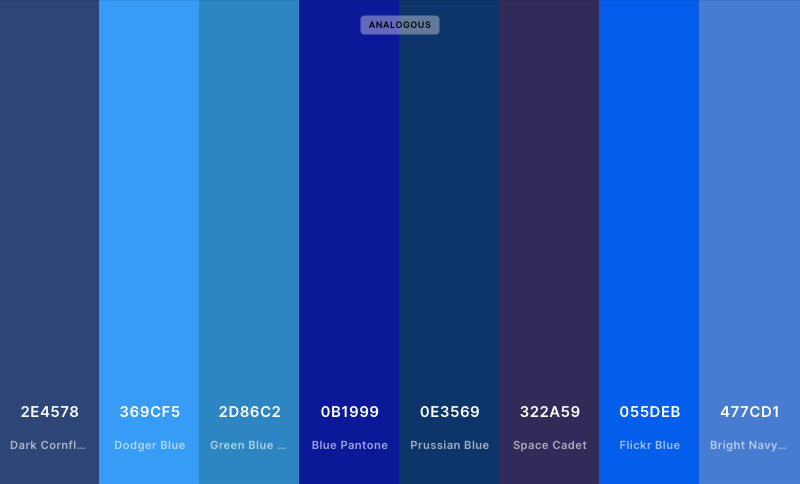 ANALOGOUS
2E4578 369CF5 2D86C2 0B1999 0E3569 322A59 055DEB 477CD1
Dark Cornfl... Dodger Blue Green Blue ... Blue Pantone Prussian Blue Space Cadet Flickr Blue Bright Navy...